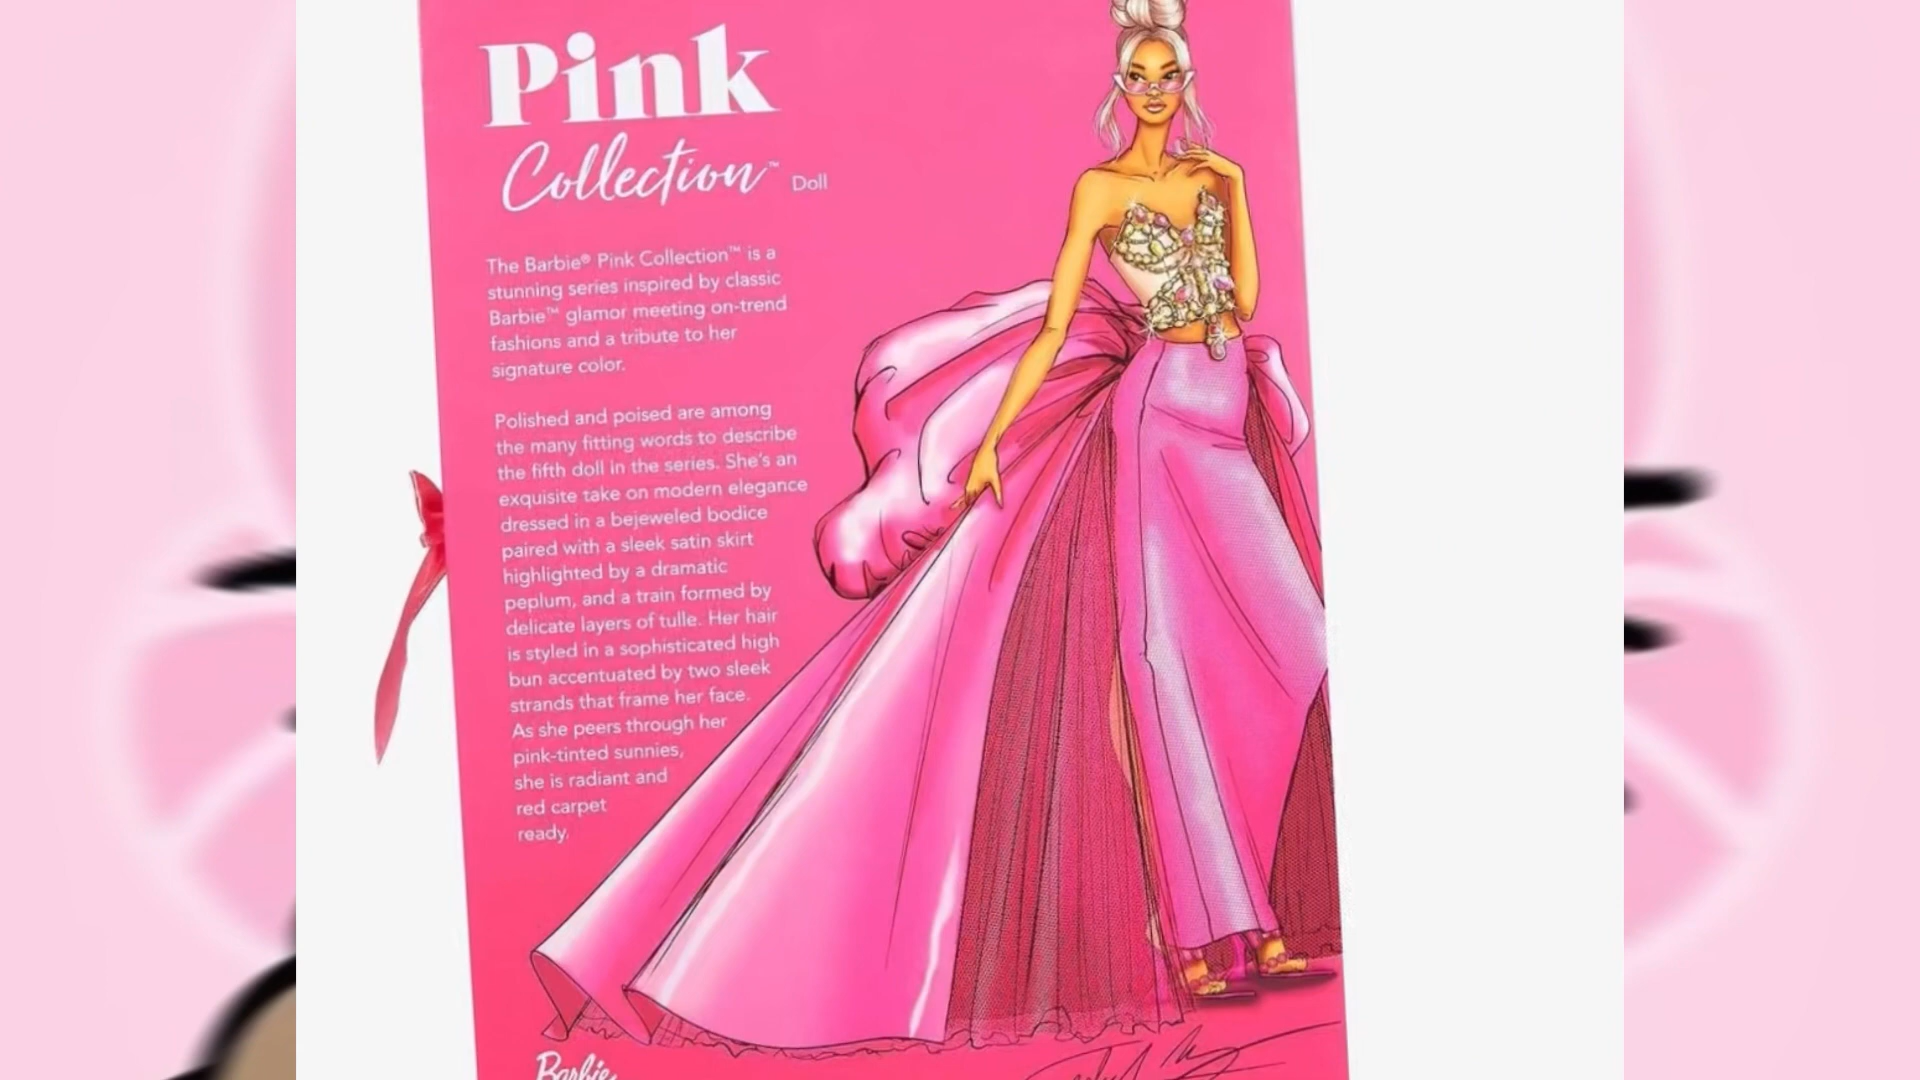 Pink
Collection™ Doll
The Barbie® Pink Collection™ is a
stunning series inspired by classic
Barbie™ glamor meeting on-trend
fashions and a tribute to her
signature color.
Polished and poised are among
the many fitting words to describe
the fifth doll in the series. She's an
exquisite take on modern elegance
dressed in a bejeweled bodice
paired with a sleek satin skirt
highlighted by a dramatic
peplum, and a train formed by
delicate layers of tulle. Her hair
is styled in a sophisticated high
bun accentuated by two sleek
strands that frame her face.
As she peers through her
pink-tinted sunnies,
she is radiant and
red carpet
ready.
Barbie